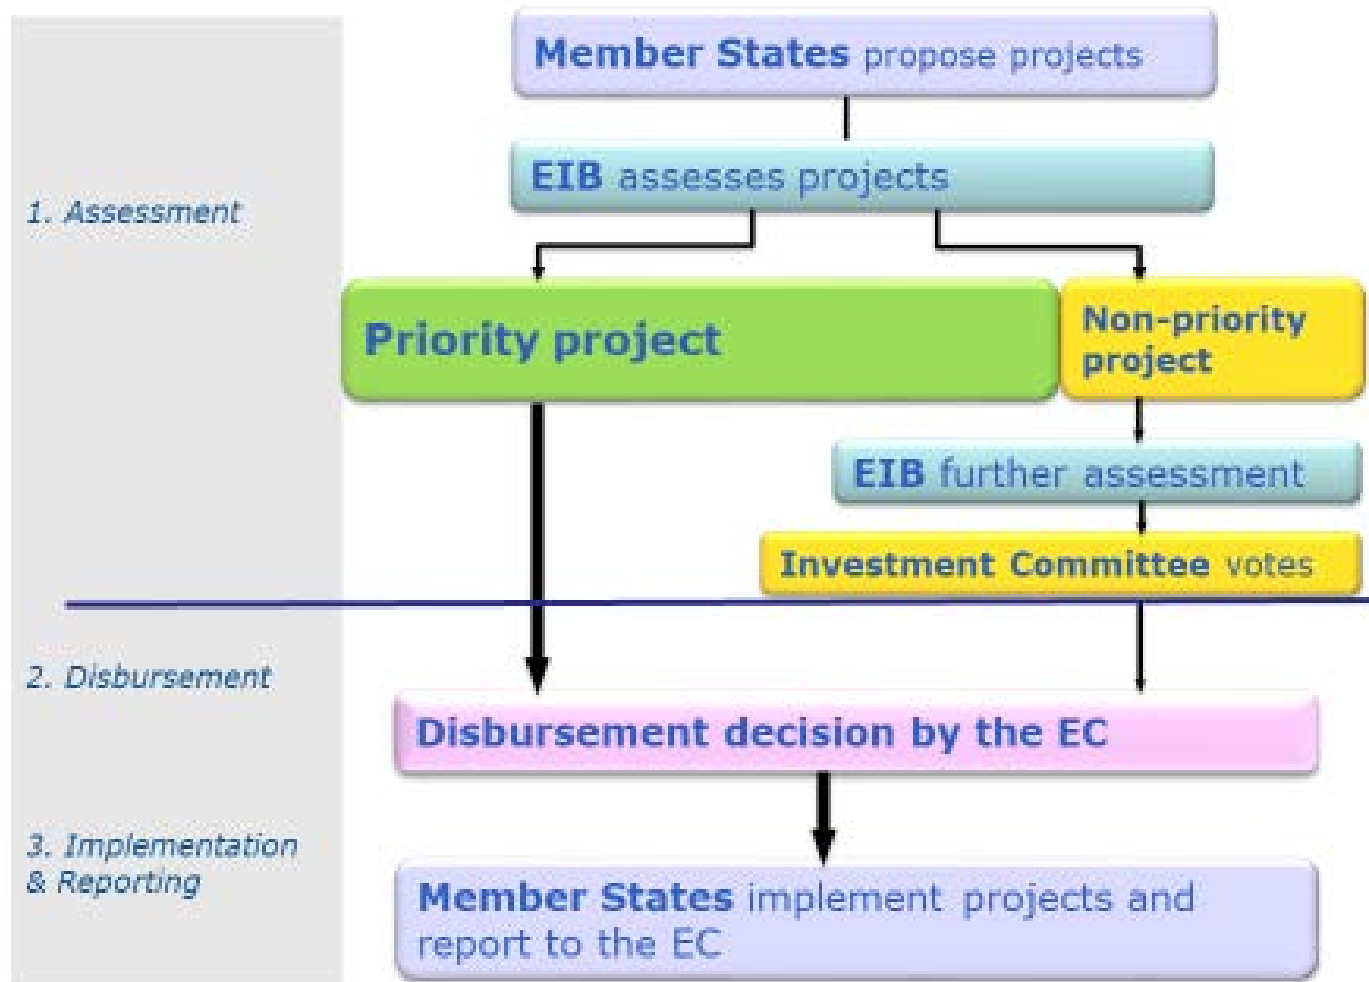 Member States propose projects
EIB assesses projects
1. Assessment
Priority project
Non-priority
project
EIB further assessment
Investment Committee votes
2. Disbursement
Disbursement decision by the EC
3. Implementation
& Reporting
Member States implement projects and
report to the EC